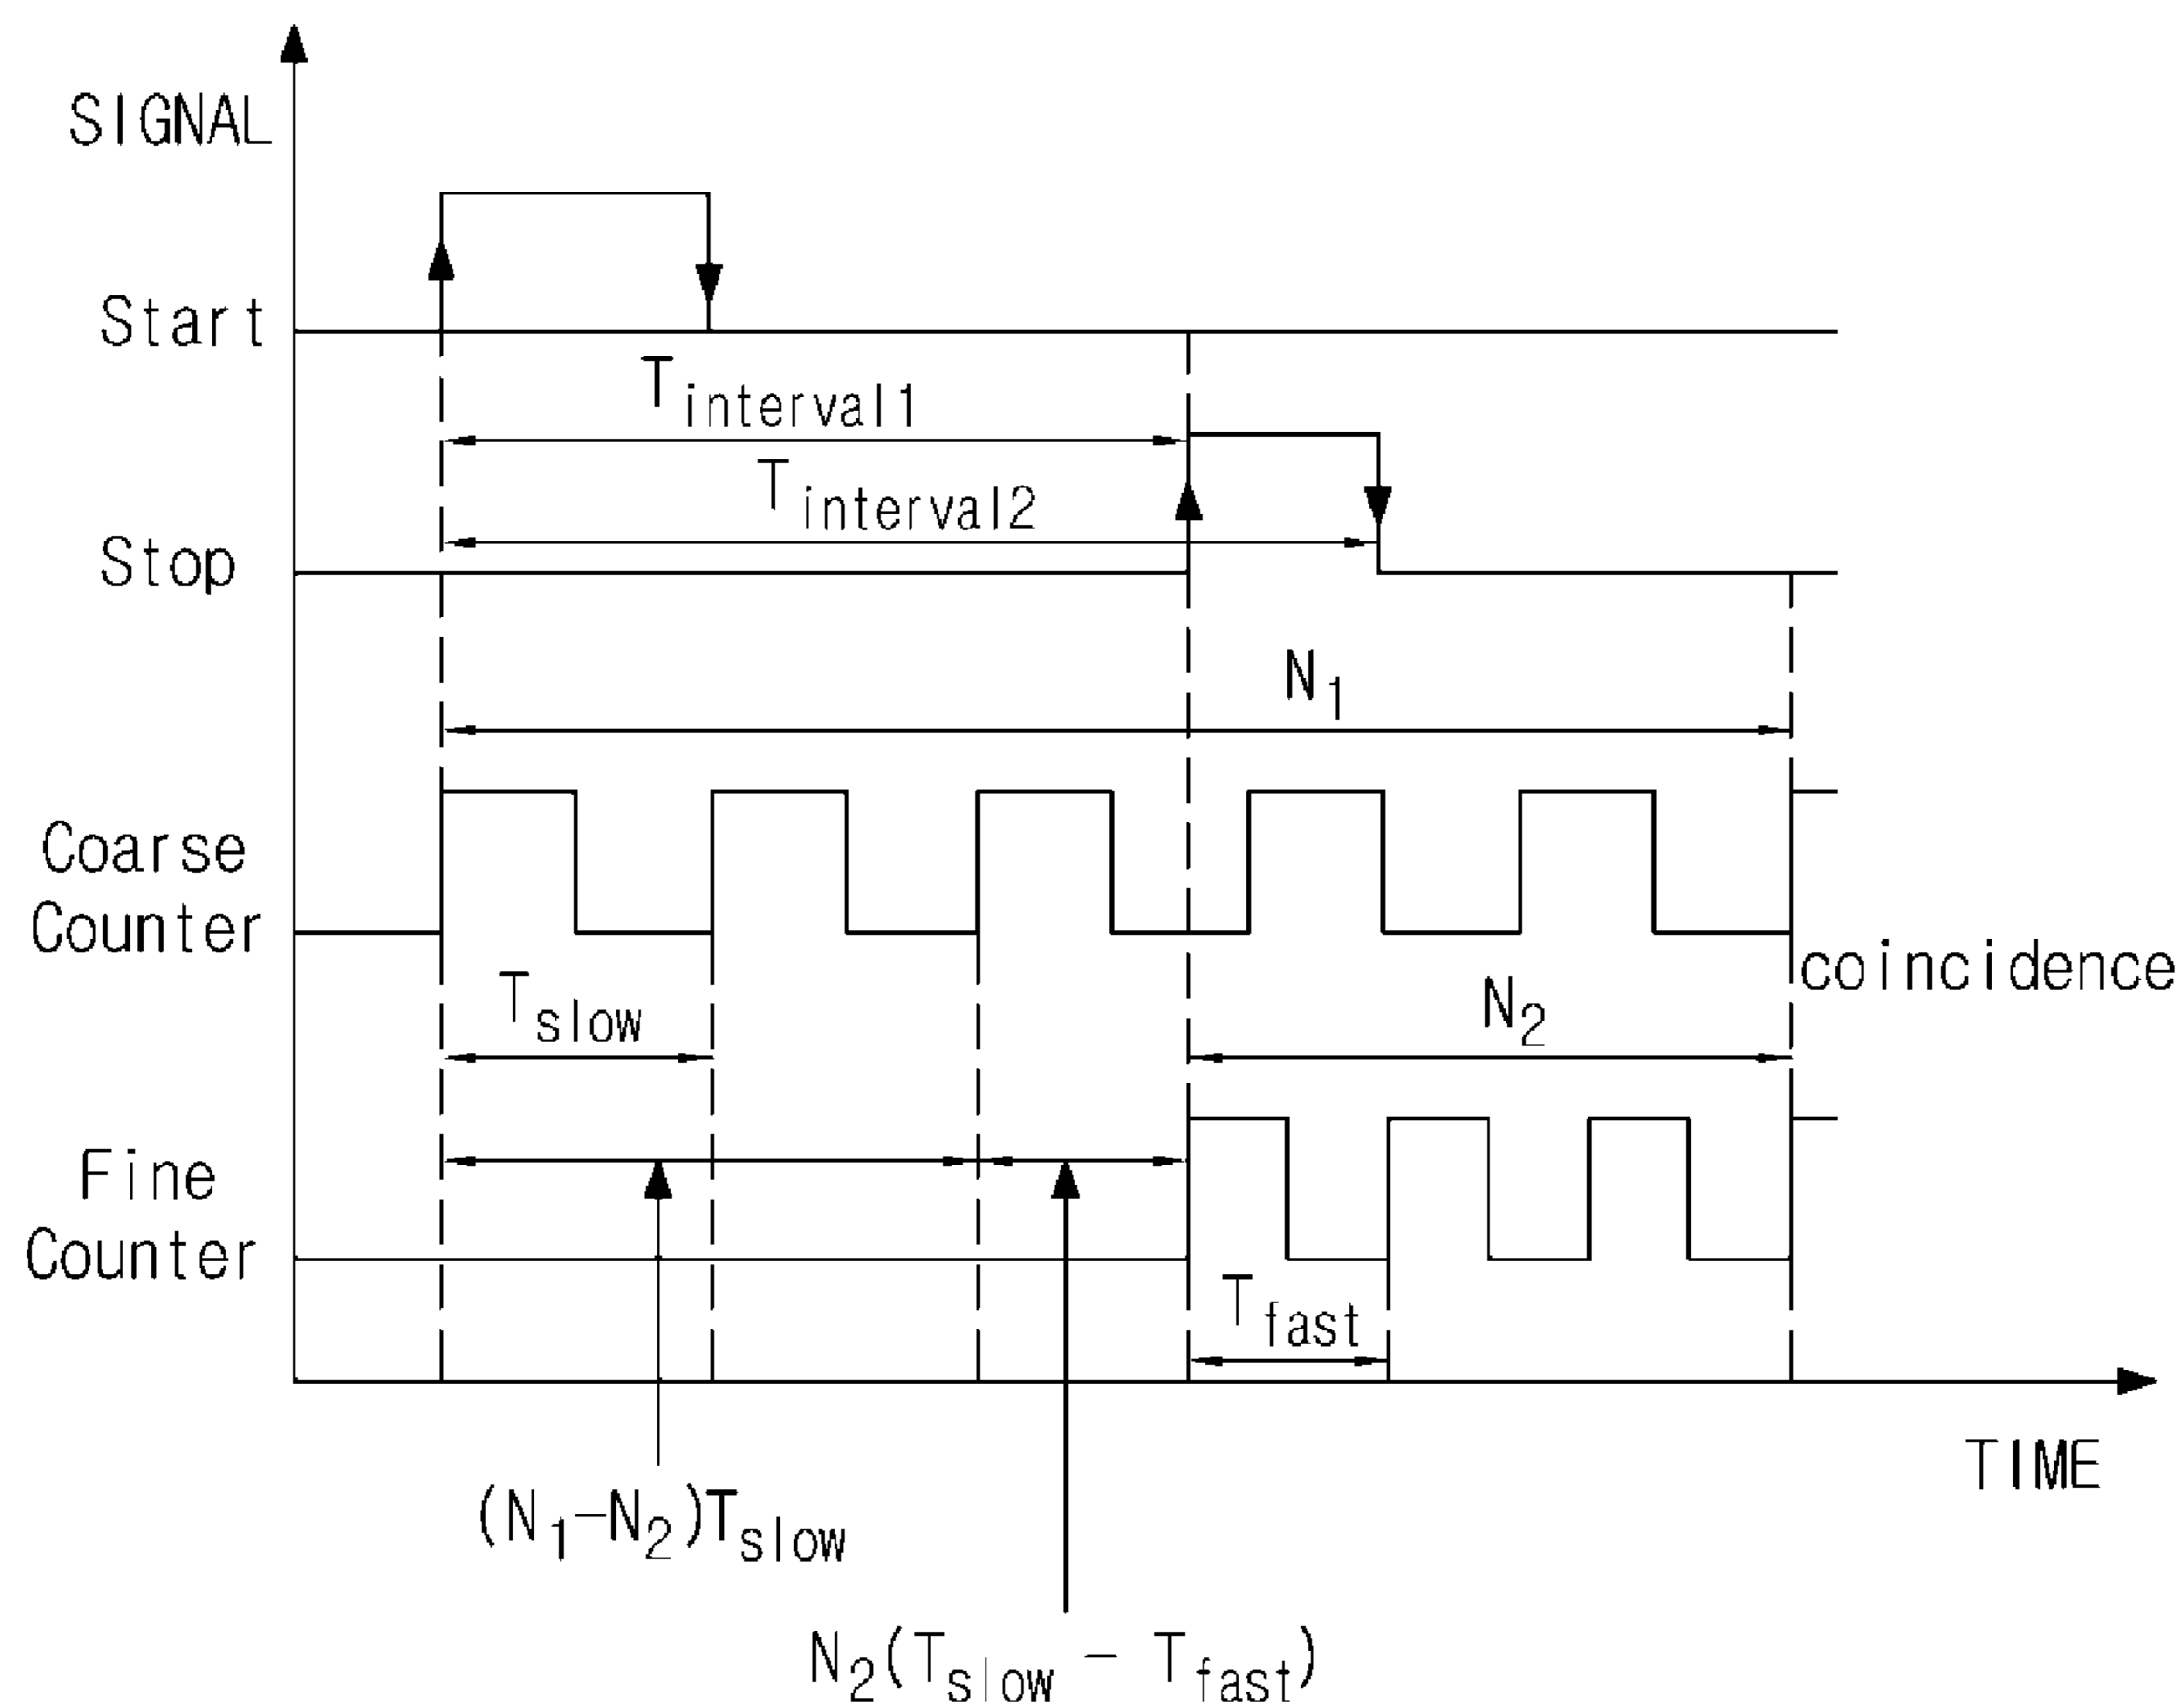 SIGNAL
Start
T_interval1
T_interval2
Stop
N_1
Coarse
Counter
coincidence
T_slow
N_2
Fine
Counter
T_fast
TIME
(N_1-N_2)T_slow
N_2(T_slow - T_fast)